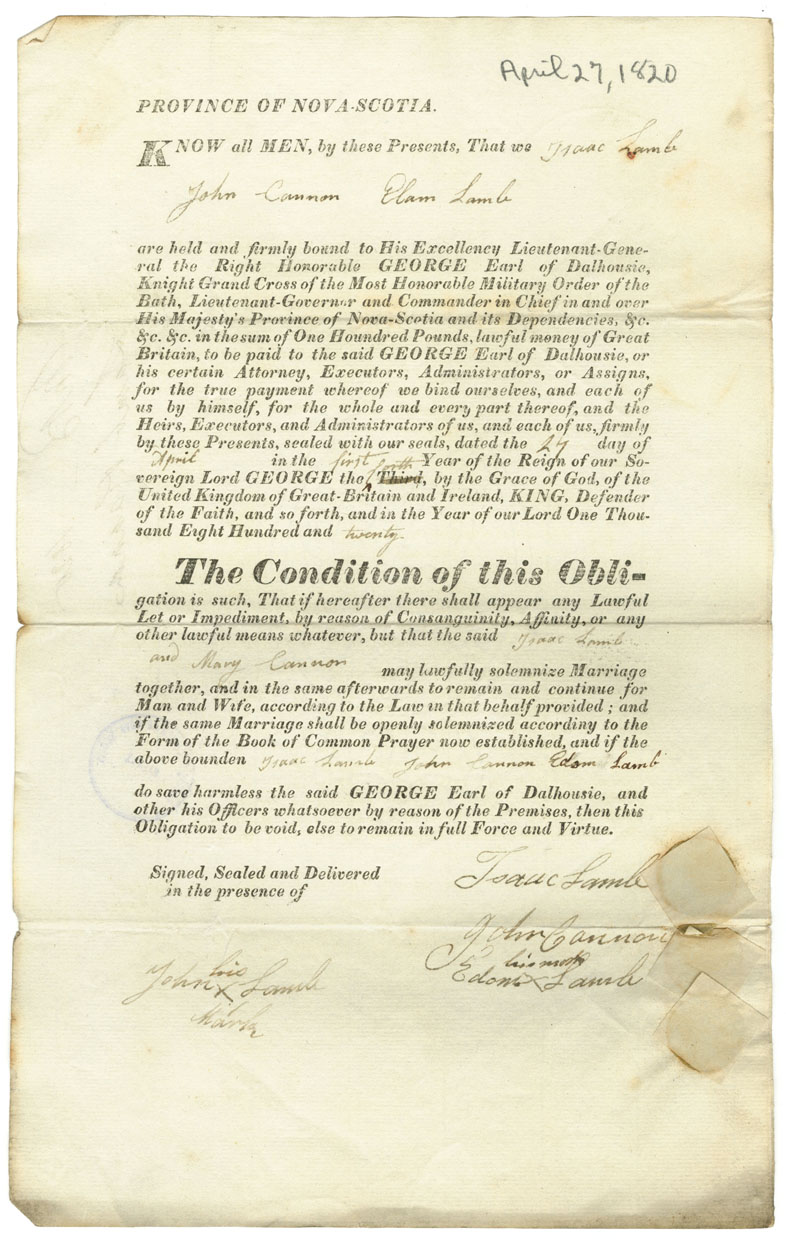 April 27, 1820
PROVINCE OF NOVA-SCOTIA.
KNOW all MEN, by these Presents, That we Isaac Lamb
John Cannon Elam Lamb
are held and firmly bound to His Excellency Lieutenant-Gene-
ral the Right Honorable GEORGE Earl of Dalhousie,
Knight Grand Cross of the Most Honorable Military Order of the
Bath, Lieutenant-Governor and Commander in Chief in and over
His Majesty's Province of Nova-Scotia and its Dependencies, &c.
&c. &c. in the sum of One Houndred Pounds, lawful money of Great
Britain, to be paid to the said GEORGE Earl of Dalhousie, or
his certain Attorney, Executors, Administrators, or Assigns,
for the true payment whereof we bind ourselves, and each of
us by himself, for the whole and every part thereof, and the
Heirs, Executors, and Administrators of us, and each of us, firmly
by these Presents, sealed with our seals, dated the 27 day of
April in the first Year of the Reign of our So-
vereign Lord GEORGE the forth Third, by the Grace of God, of the
United Kingdom of Great-Britain and Ireland, KING, Defender
of the Faith, and so forth, and in the Year of our Lord One Thou-
sand Eight Hundred and twenty.
The Condition of this Obli-
gation is such, That if hereafter there shall appear any Lawful
Let or Impediment, by reason of Consanguinity, Affinity, or any
other lawful means whatever, but that the said Isaac Lamb
and Mary Cannon may lawfully solemnize Marriage
together, and in the same afterwards to remain and continue for
Man and Wife, according to the Law in that behalf provided; and
if the same Marriage shall be openly solemnized accordiny to the
Form of the Book of Common Prayer now established, and if the
above bounden Isaac Lamb John Cannon Edom Lamb
do save harmless the said GEORGE Earl of Dalhousie, and
other his Officers whatsoever by reason of the Premises, then this
Obligation to be void, else to remain in full Force and Virtue.
Signed, Sealed and Delivered
in the presence of
Isaac Lamb
John Cannon
his mark
Edom X Lamb
his
John X Lamb
Mark